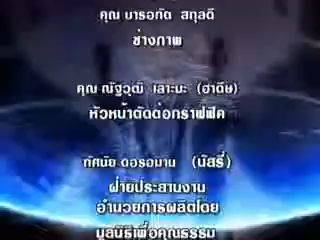 คุณ บารอกัต สกุลดี
ช่างภาพ
คุณ ณัฐวุฒิ เลาะมะ (ฮาดีษ)
หัวหน้าตัดต่อกราฟฟิค
ทัศนัย ดอรอมาน (นัสรี่)
ฝ่ายประสานงาน
อำนวยการผลิตโดย
มูลนิธิเพื่อคุณธรรม